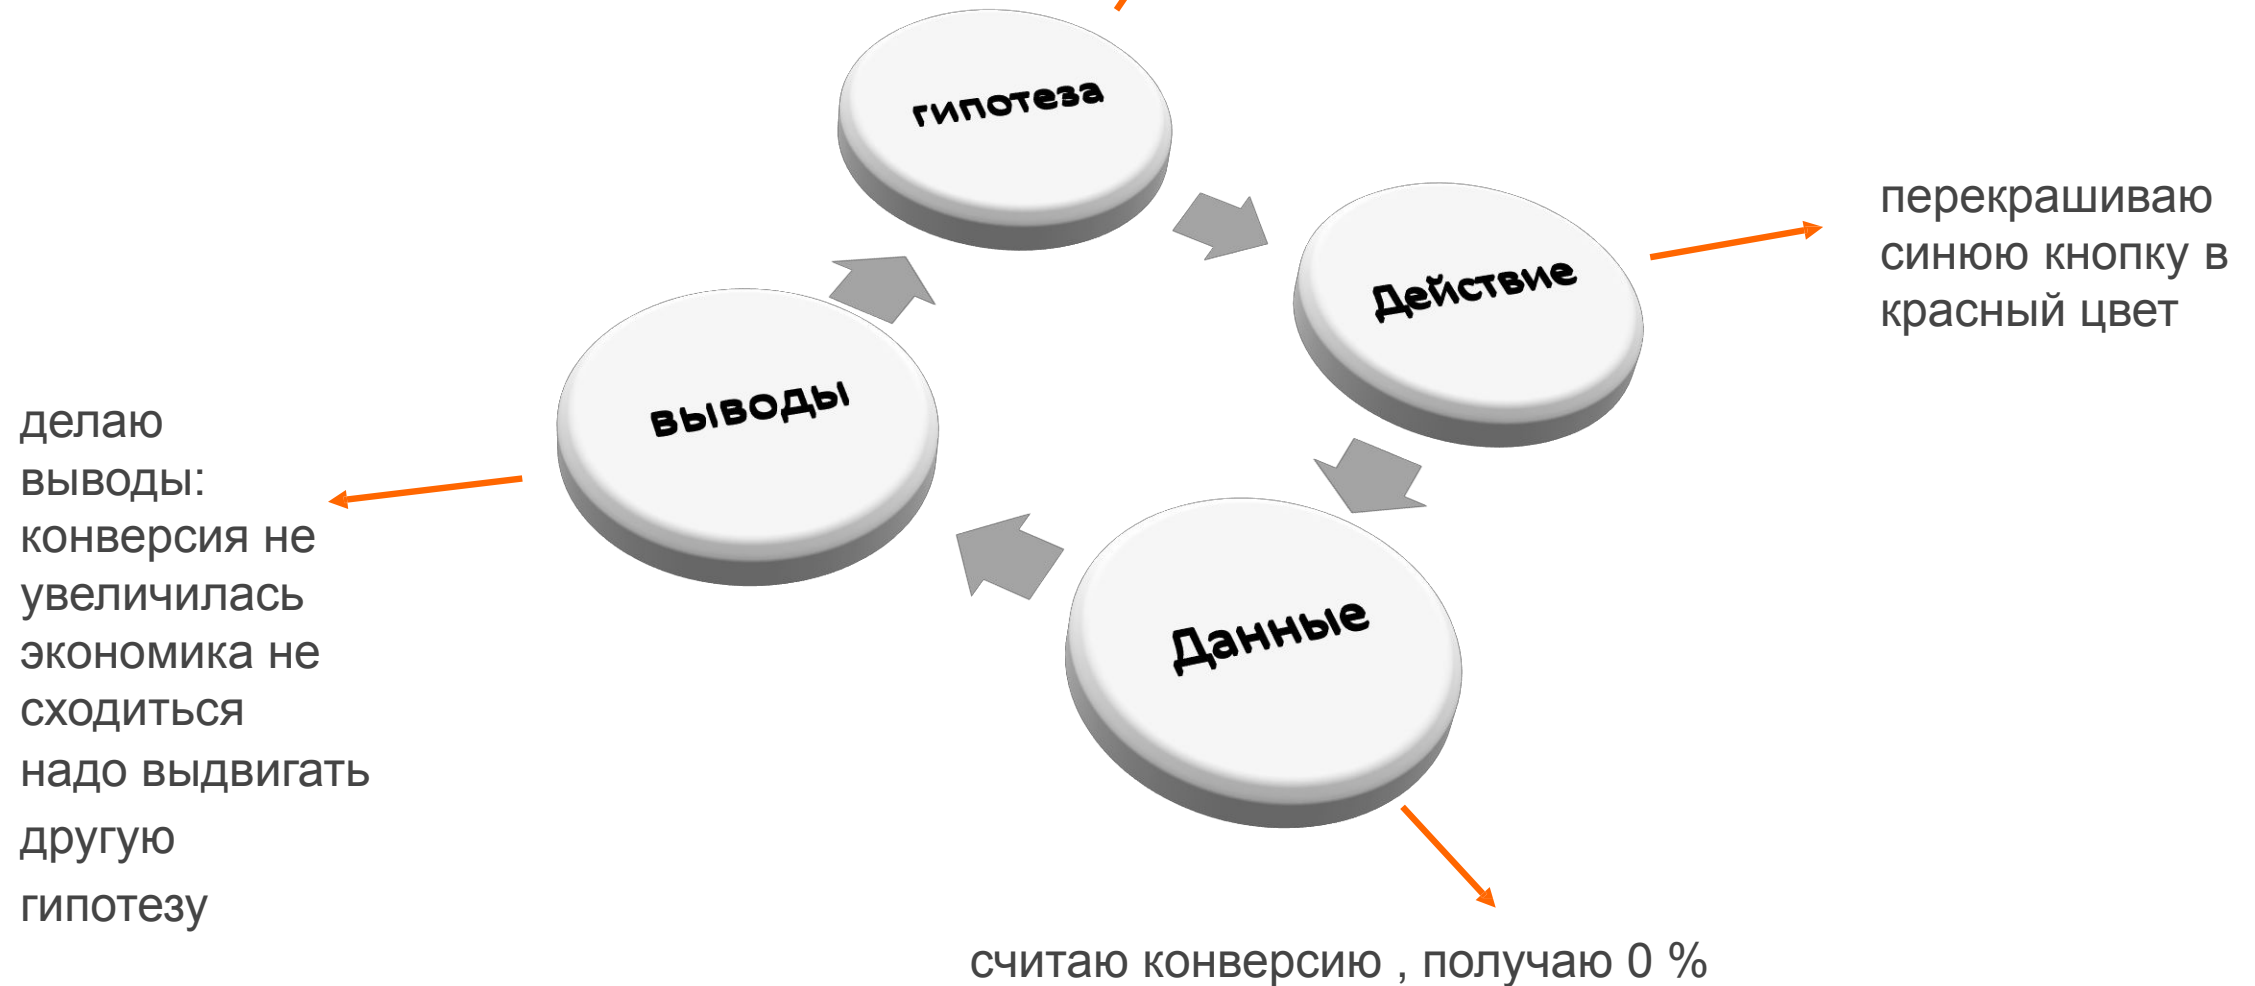 гипотеза
Действие
перекрашиваю
синюю кнопку в
красный цвет
выводы
делаю
выводы:
конверсия не
увеличилась
экономика не
сходиться
надо выдвигать
другую
гипотезу
Данные
считаю конверсию , получаю 0 %